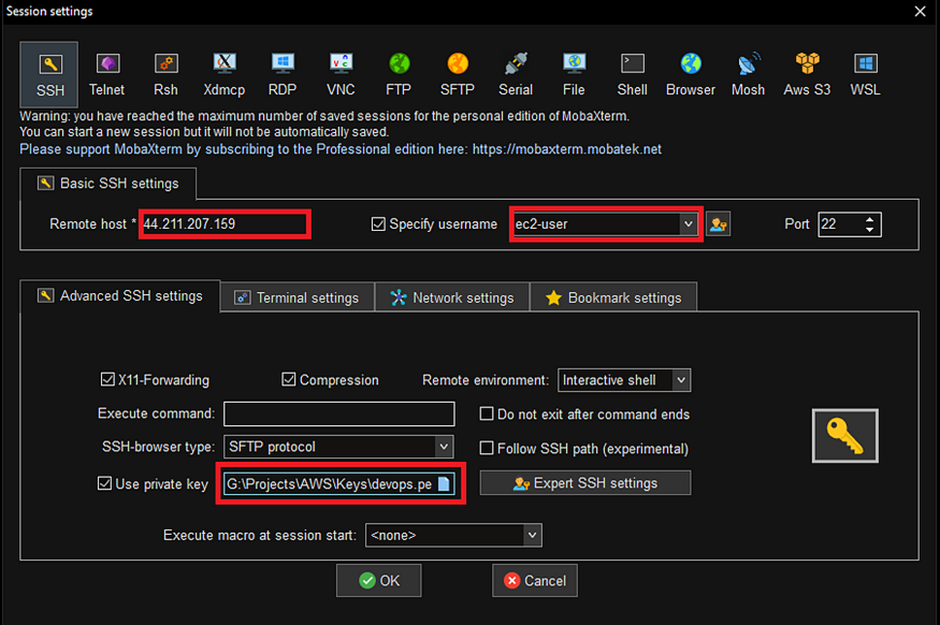 Session settings
SSH Telnet Rsh Xdmcp RDP VNC FTP SFTP Serial File Shell Browser Mosh Aws S3 WSL
Warning: you have reached the maximum number of saved sessions for the personal edition of MobaXterm.
You can start a new session but it will not be automatically saved.
Please support MobaXterm by subscribing to the Professional edition here: https://mobaxterm.mobatek.net
Basic SSH settings
Remote host * 44.211.207.159 Specify username ec2-user Port 22
Advanced SSH settings Terminal settings Network settings Bookmark settings
X11-Forwarding Compression Remote environment: Interactive shell
Execute command: Do not exit after command ends
SSH-browser type: SFTP protocol Follow SSH path (experimental)
Use private key G:\Projects\AWS\Keys\devops.pe Expert SSH settings
Execute macro at session start: <none>
OK Cancel